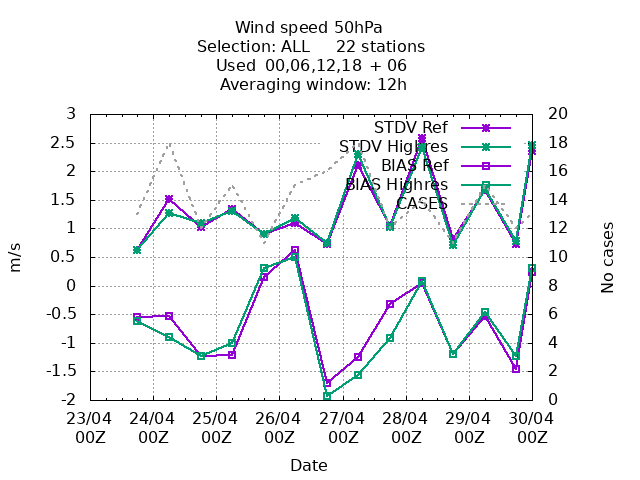 Wind speed 50hPa
Selection: ALL 22 stations
Used 00,06,12,18 + 06
Averaging window: 12h
3
2.5
2
1.5
1
0.5
0
-0.5
-1
-1.5
-2
m/s
20
18
16
14
12
10
8
6
4
2
0
No cases
STDV Ref
STDV Highres
BIAS Ref
BIAS Highres
CASES
23/04 24/04 25/04 26/04 27/04 28/04 29/04 30/04
00Z 00Z 00Z 00Z 00Z 00Z 00Z 00Z
Date